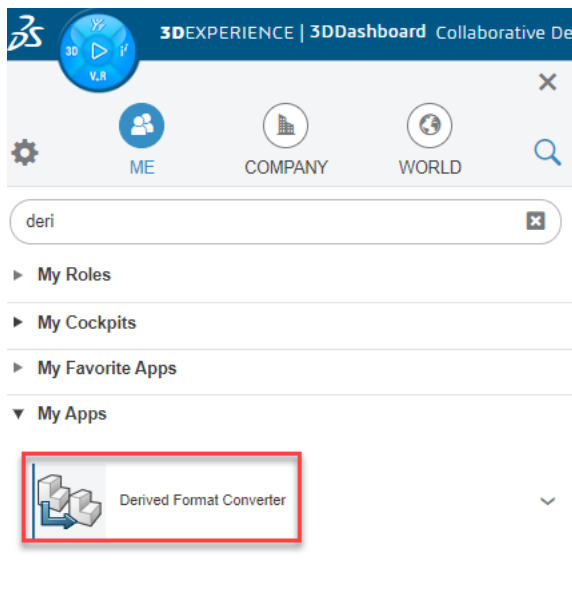 3DEXPERIENCE | 3DDashboard Collaborative De
3D
V.R
ME COMPANY WORLD
deri
My Roles
My Cockpits
My Favorite Apps
My Apps
Derived Format Converter